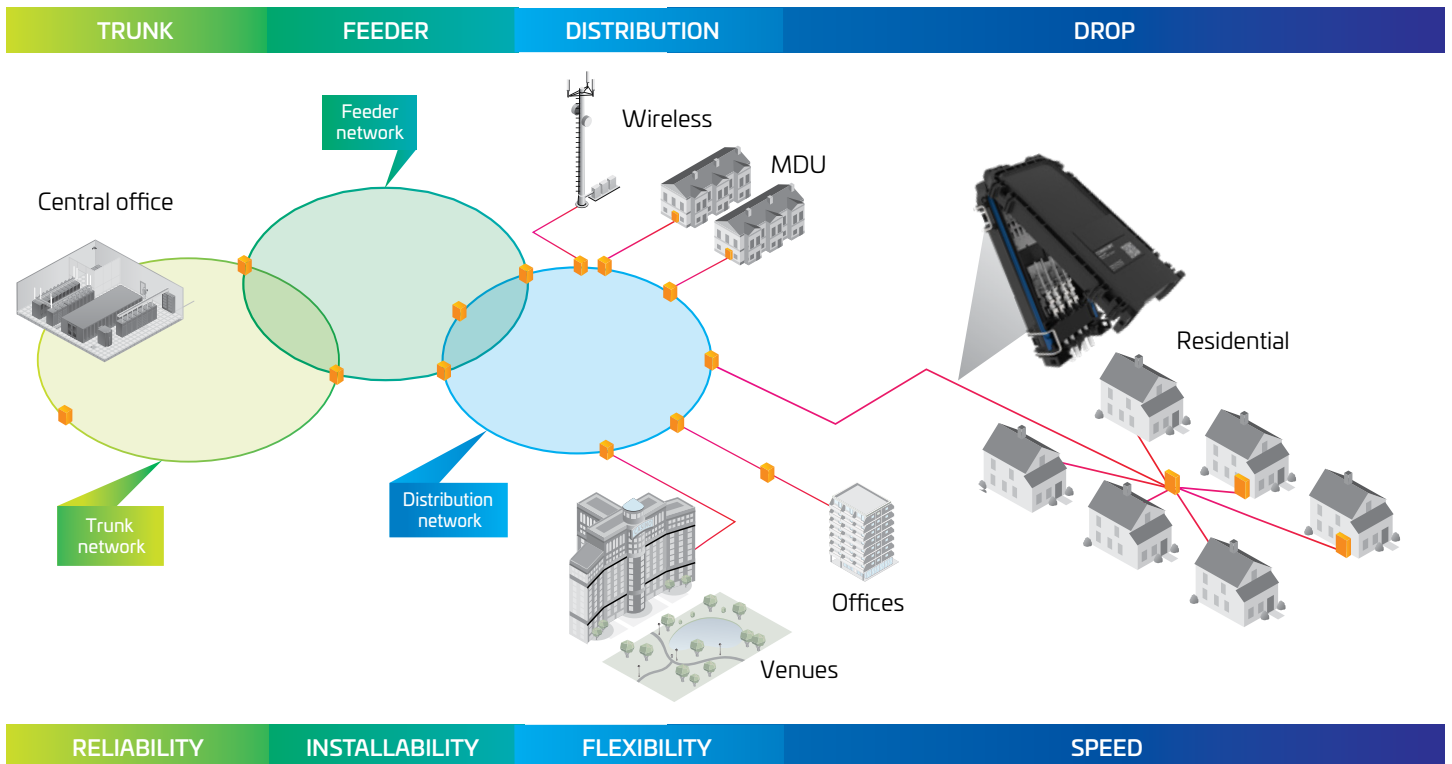 TRUNK
FEEDER
DISTRIBUTION
DROP
Feeder
network
Wireless
MDU
Central office
Residential
Distribution
network
Trunk
network
Offices
Venues
RELIABILITY
INSTALLABILITY
FLEXIBILITY
SPEED